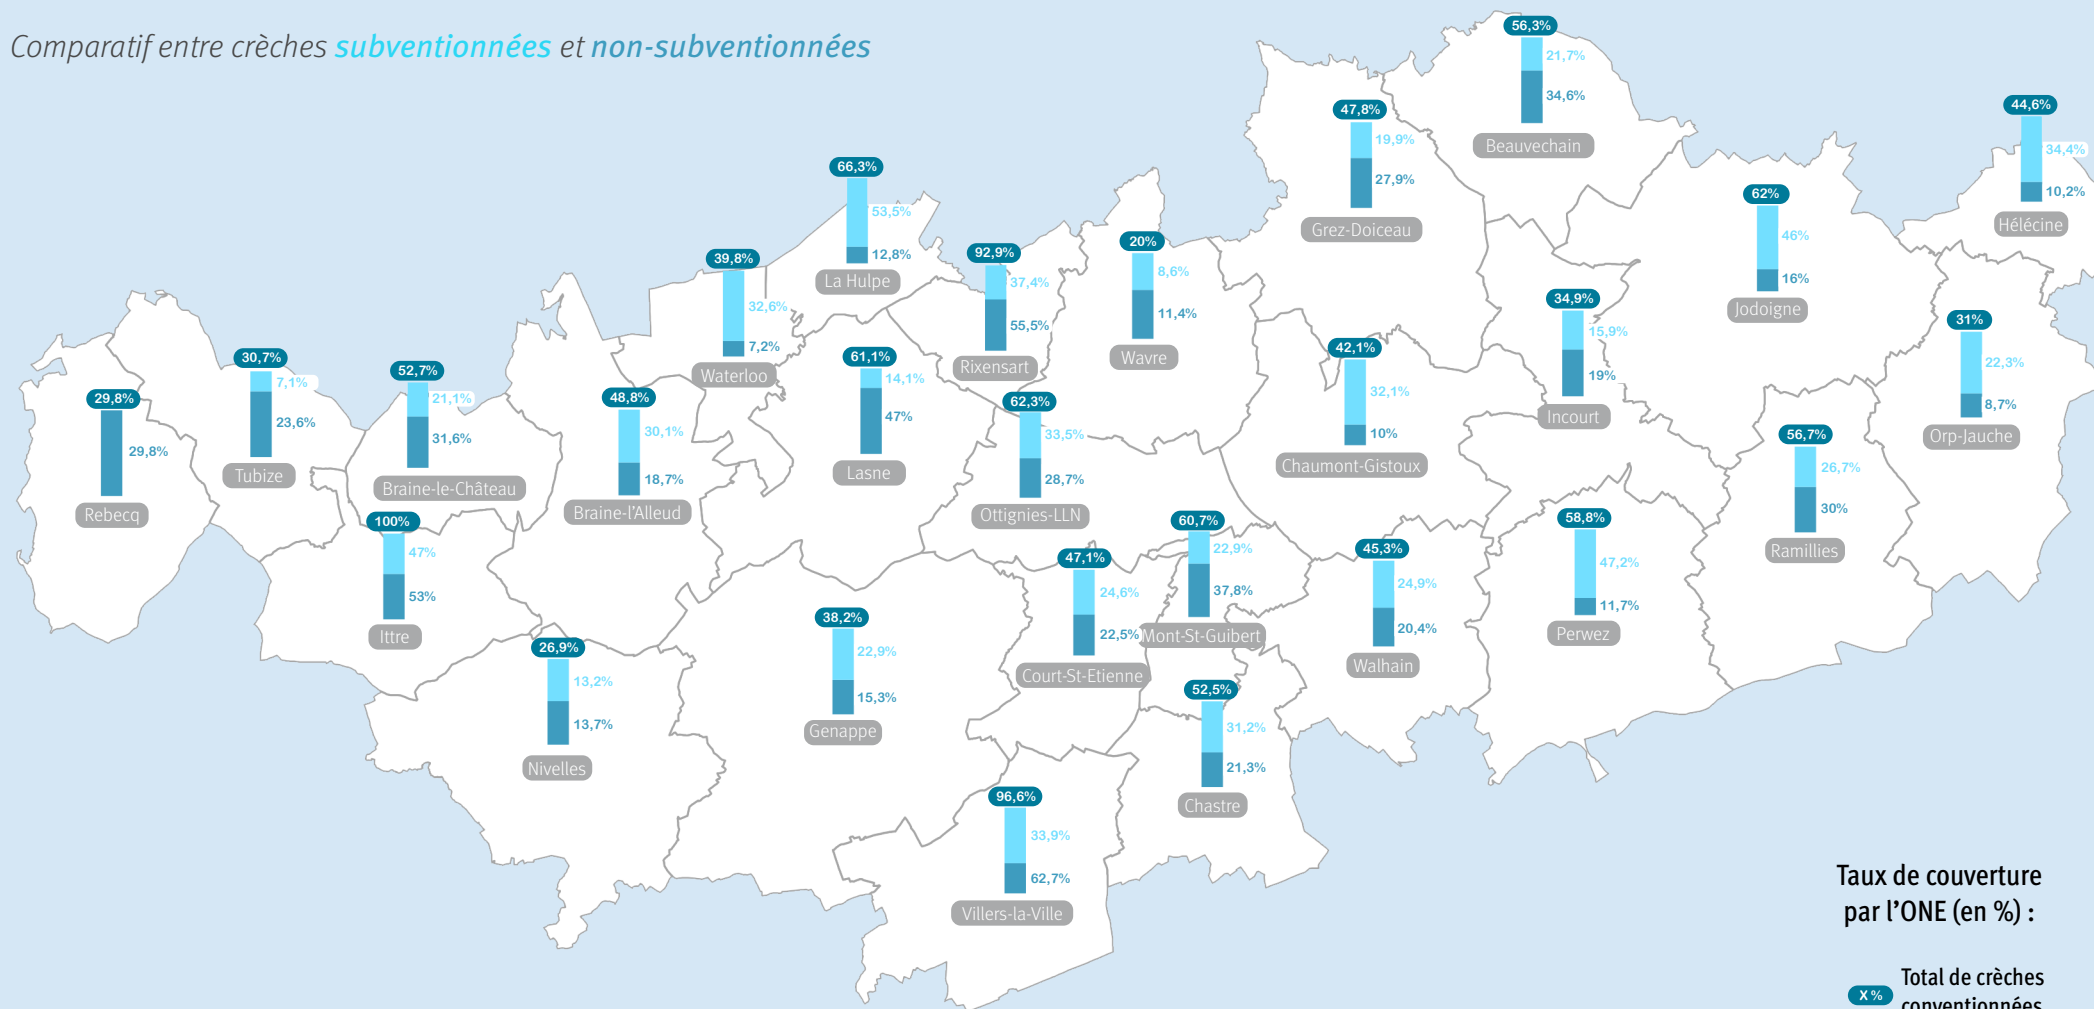 Comparatif entre crèches subventionnées et non-subventionnées
56,3%
21,7%
34,6%
Beauvechain
47,8%
19,9%
27,9%
Grez-Doiceau
44,6%
34,4%
10,2%
Hélécine
66,3%
53,5%
12,8%
La Hulpe
62%
46%
16%
Jodoigne
39,8%
32,6%
7,2%
Waterloo
92,9%
37,4%
55,5%
Rixensart
20%
8,6%
11,4%
Wavre
34,9%
15,9%
19%
Incourt
31%
22,3%
8,7%
Orp-Jauche
29,8%
29,8%
Rebecq
30,7%
7,1%
23,6%
Tubize
52,7%
21,1%
31,6%
Braine-le-Château
48,8%
30,1%
18,7%
Braine-l'Alleud
61,1%
14,1%
47%
Lasne
62,3%
33,5%
28,7%
Ottignies-LLN
42,1%
32,1%
10%
Chaumont-Gistoux
56,7%
26,7%
30%
Ramillies
100%
47%
53%
Ittre
47,1%
24,6%
22,5%
Court-St-Etienne
60,7%
22,9%
37,8%
Mont-St-Guibert
45,3%
24,9%
20,4%
Walhain
58,8%
47,2%
11,7%
Perwez
26,9%
13,2%
13,7%
Nivelles
38,2%
22,9%
15,3%
Genappe
52,5%
31,2%
21,3%
Chastre
96,6%
33,9%
62,7%
Villers-la-Ville
Taux de couverture
par l'ONE (en %) :
X %
Total de crèches
conventionnées